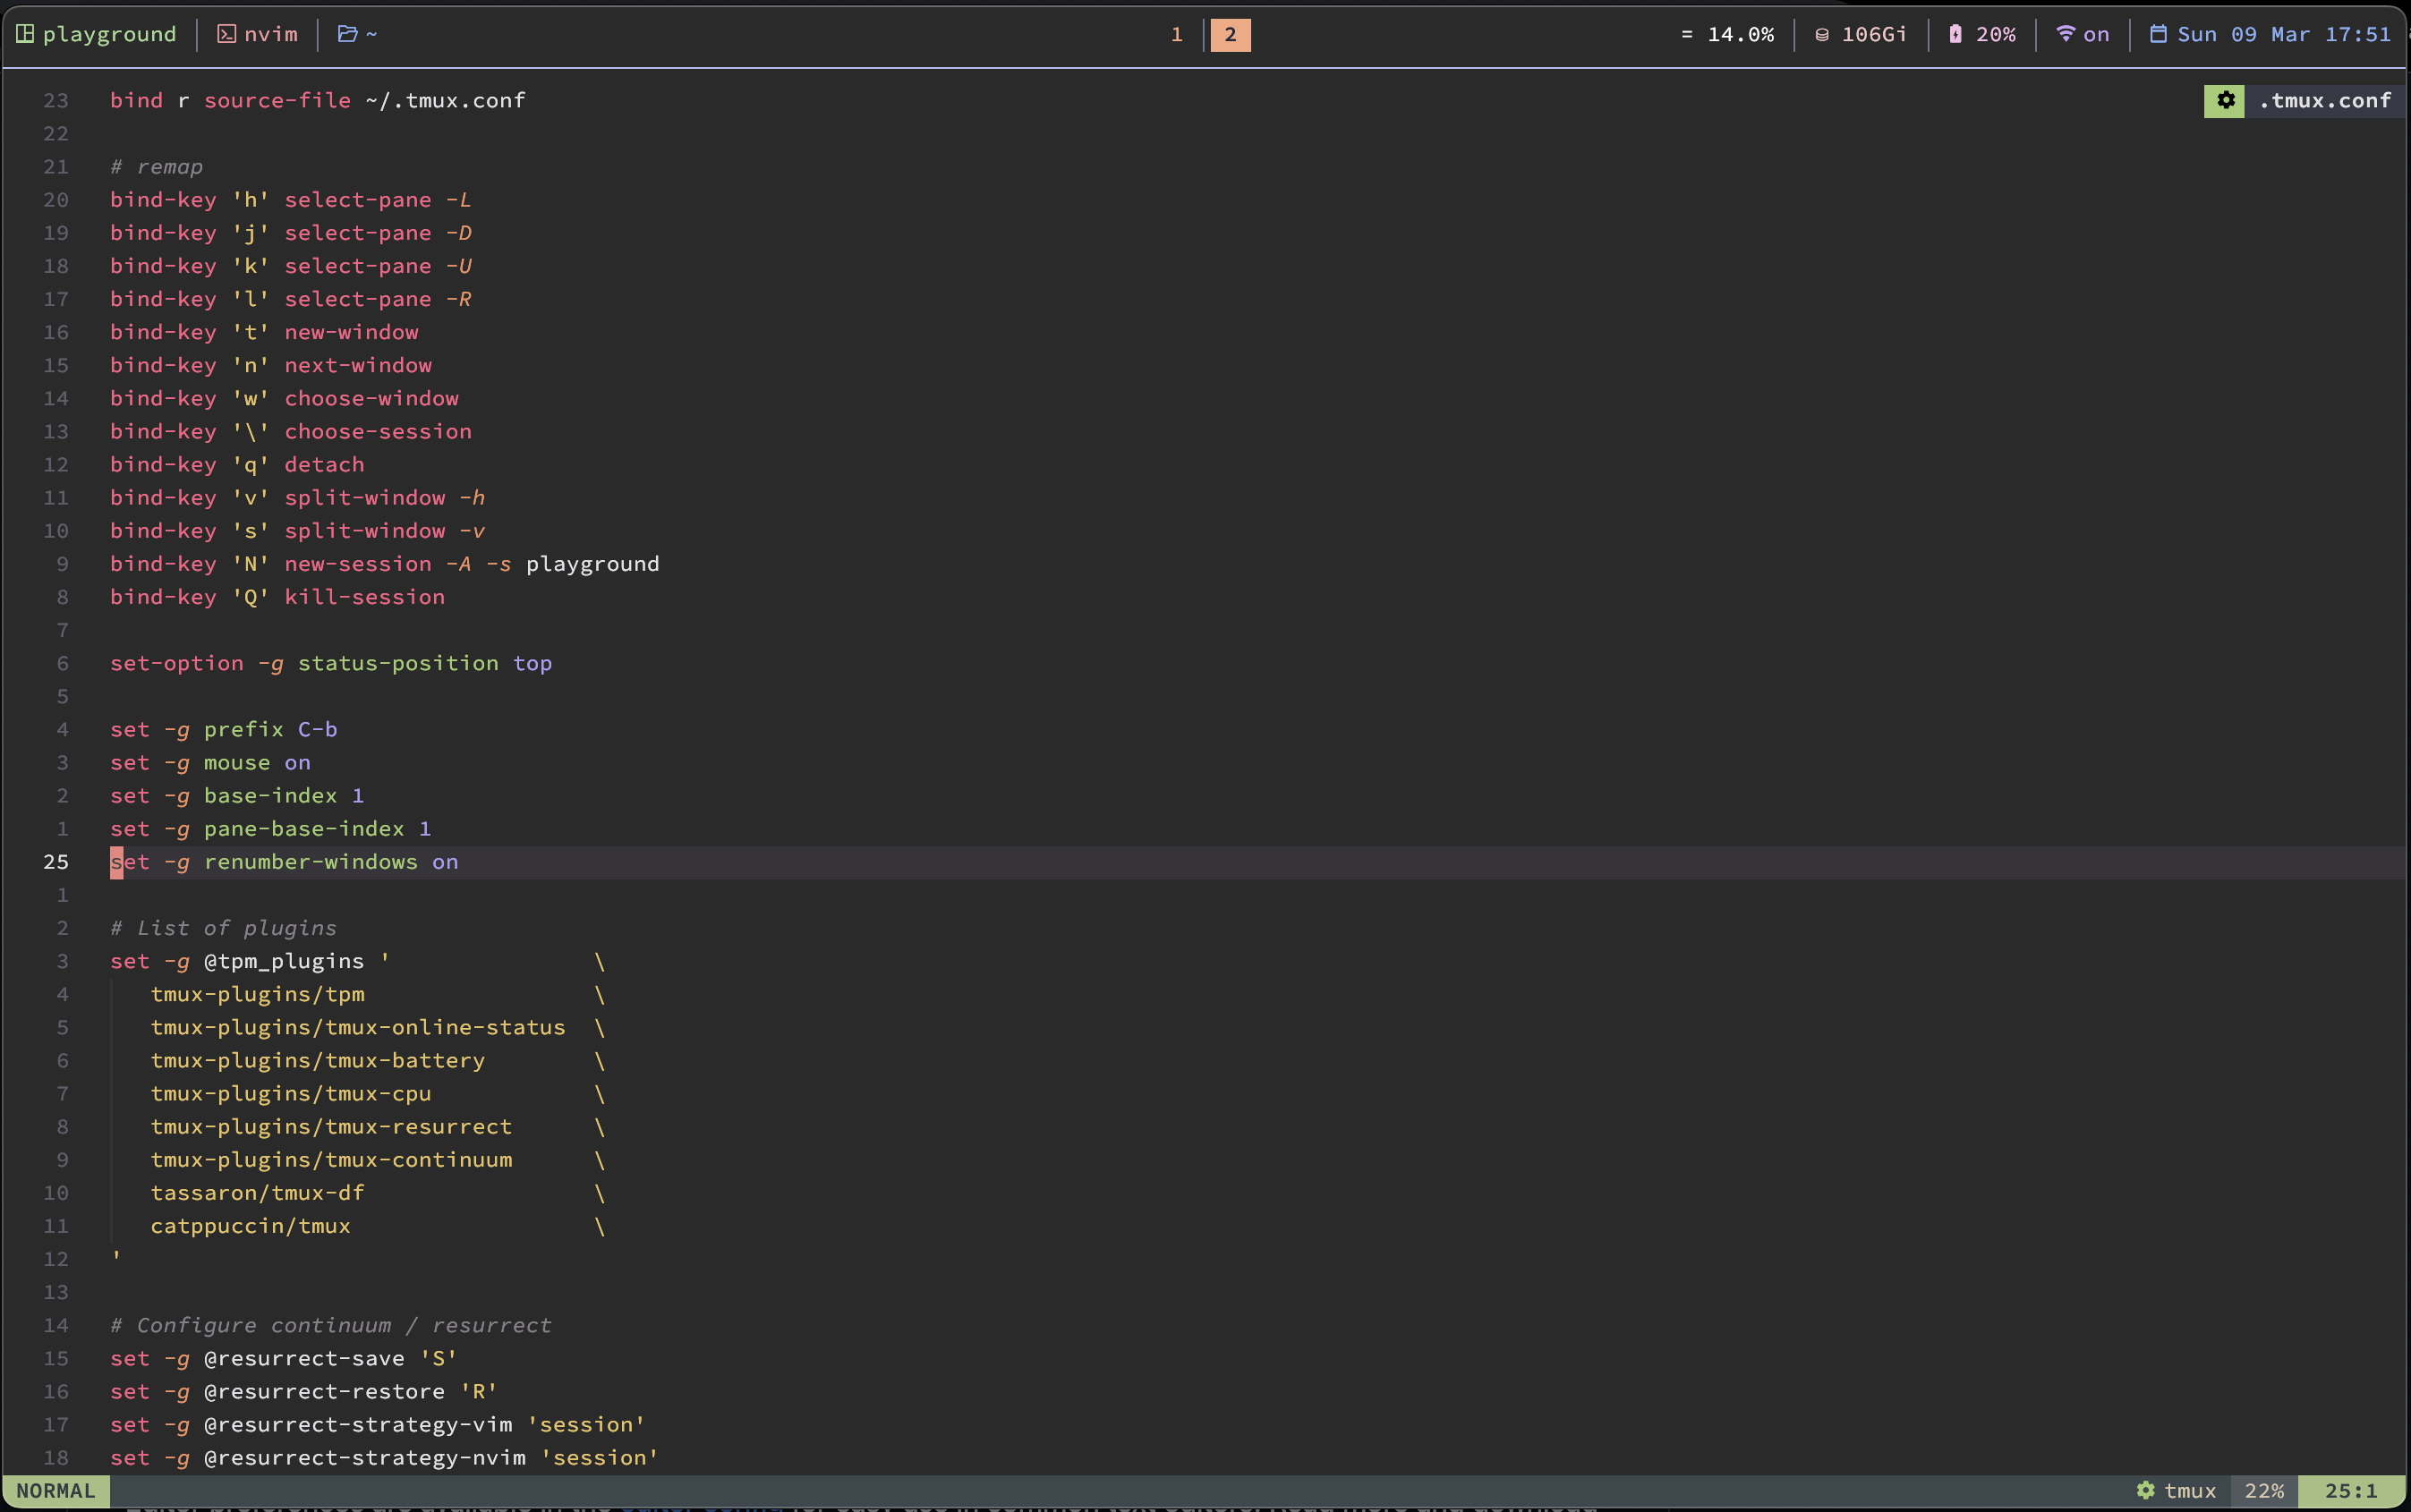 playground nvim ~ 1 2 = 14.0% 106Gi 20% on Sun 09 Mar 17:51
23 bind r source-file ~/.tmux.conf .tmux.conf
22
21 # remap
20 bind-key 'h' select-pane -L
19 bind-key 'j' select-pane -D
18 bind-key 'k' select-pane -U
17 bind-key 'l' select-pane -R
16 bind-key 't' new-window
15 bind-key 'n' next-window
14 bind-key 'w' choose-window
13 bind-key '\' choose-session
12 bind-key 'q' detach
11 bind-key 'v' split-window -h
10 bind-key 's' split-window -v
9 bind-key 'N' new-session -A -s playground
8 bind-key 'Q' kill-session
7
6 set-option -g status-position top
5
4 set -g prefix C-b
3 set -g mouse on
2 set -g base-index 1
1 set -g pane-base-index 1
25 set -g renumber-windows on
1
2 # List of plugins
3 set -g @tpm_plugins ' \
4 tmux-plugins/tpm \
5 tmux-plugins/tmux-online-status \
6 tmux-plugins/tmux-battery \
7 tmux-plugins/tmux-cpu \
8 tmux-plugins/tmux-resurrect \
9 tmux-plugins/tmux-continuum \
10 tassaron/tmux-df \
11 catppuccin/tmux \
12 '
13
14 # Configure continuum / resurrect
15 set -g @resurrect-save 'S'
16 set -g @resurrect-restore 'R'
17 set -g @resurrect-strategy-vim 'session'
18 set -g @resurrect-strategy-nvim 'session'
NORMAL tmux 22% 25:1